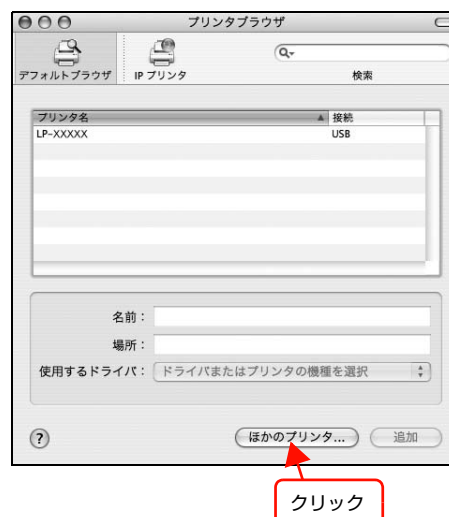 プリンタブラウザ
デフォルトブラウザ IP プリンタ 検索
プリンタ名 接続
LP-XXXXX USB
名前：
場所：
使用するドライバ： ドライバまたはプリンタの機種を選択
? ほかのプリンタ... 追加
クリック